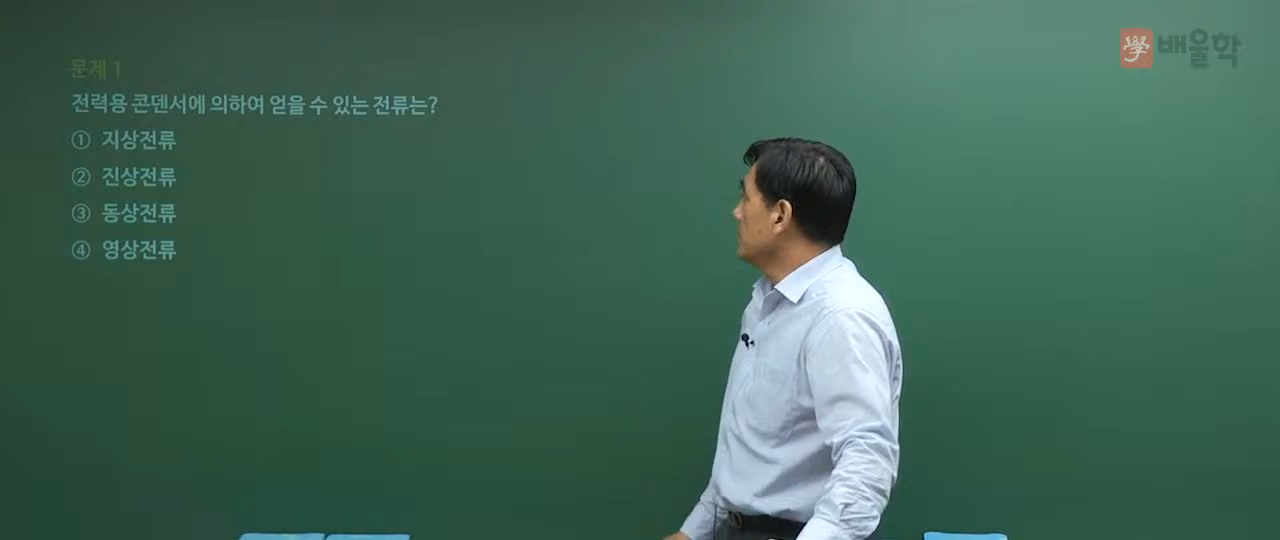 문제 1
전력용 콘덴서에 의하여 얻을 수 있는 전류는?
① 지상전류
② 진상전류
③ 동상전류
④ 영상전류
學 배울학